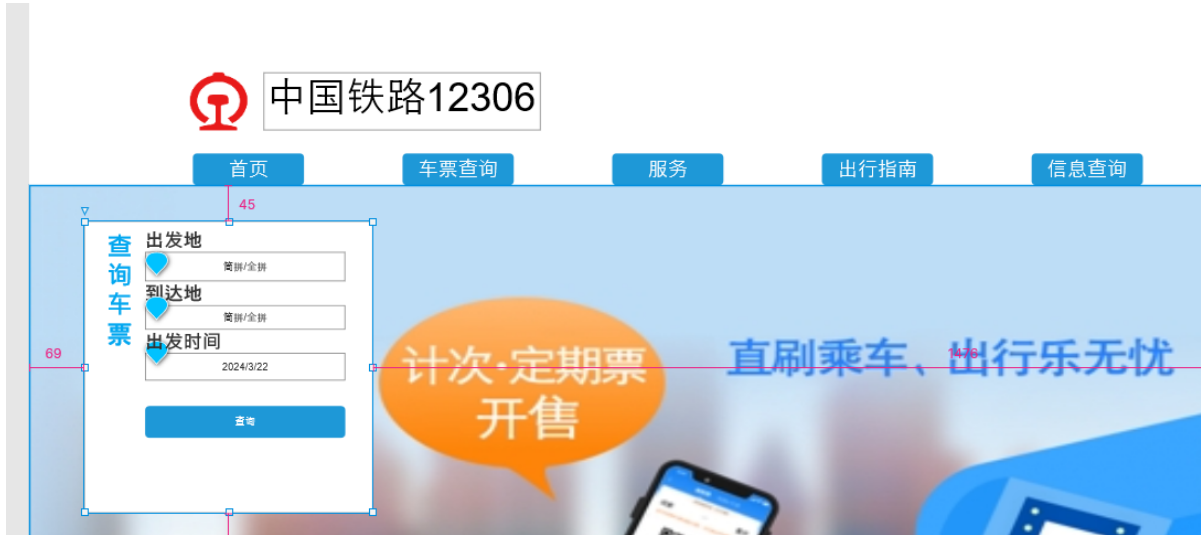 中国铁路12306
首页
车票查询
服务
出行指南
信息查询
45
69
1478
查询车票
出发地
简拼/全拼
到达地
简拼/全拼
出发时间
2024/3/22
查询
计次·定期票
开售
直刷乘车、出行乐无忧